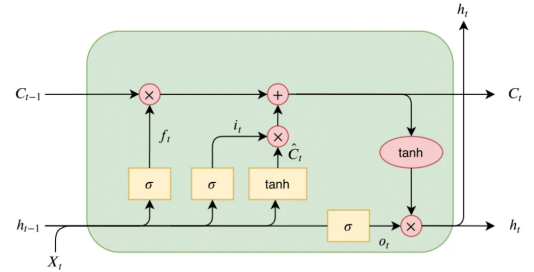 h_t
C_{t-1} × + C_t
f_t i_t × Ĉ_t tanh
σ σ tanh
h_{t-1} σ o_t × h_t
X_t